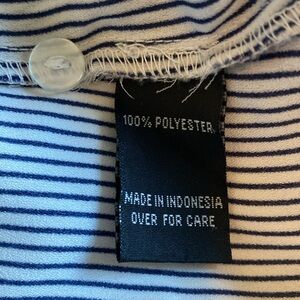 100% POLYESTER
MADE IN INDONESIA
OVER FOR CARE